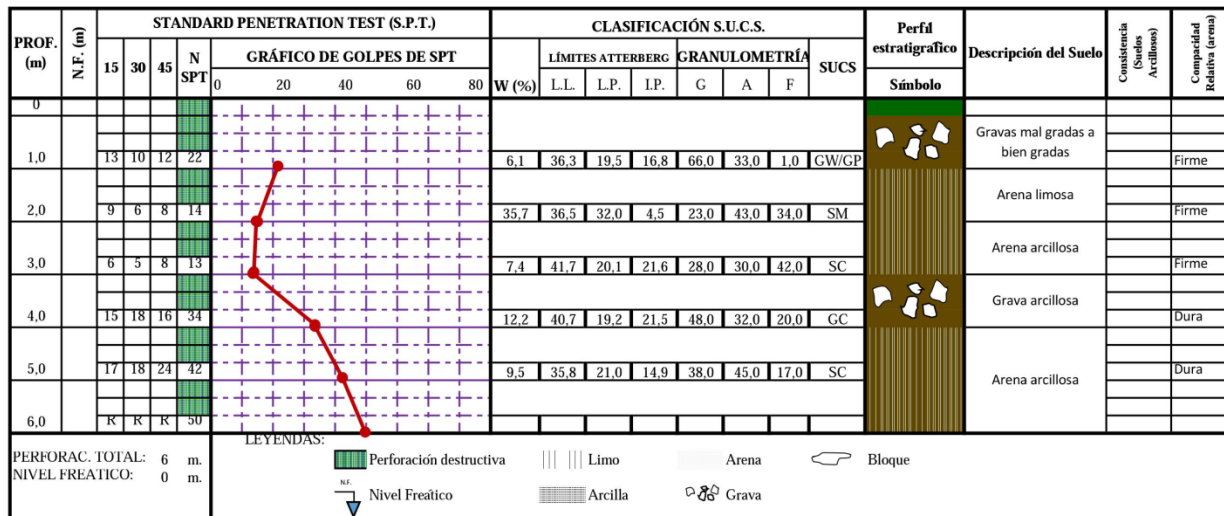 STANDARD PENETRATION TEST (S.P.T.) CLASIFICACIÓN S.U.C.S.
PROF. (m) N.F. (m) 15 30 45 N SPT GRÁFICO DE GOLPES DE SPT W (%) LÍMITES ATTERBERG GRANULOMETRÍA SUCS Perfil estratigrafico Descripción del Suelo Consistencia (Suelos Arcillosos) Compacidad Relativa (arena)
0 20 40 60 80 L.L. L.P. I.P. G A F Símbolo
0
Gravas mal gradas a
bien gradas
1,0 13 10 12 22 6,1 36,3 19,5 16,8 66,0 33,0 1,0 GW/GP Firme
Arena limosa
2,0 9 6 8 14 35,7 36,5 32,0 4,5 23,0 43,0 34,0 SM Firme
Arena arcillosa
3,0 6 5 8 13 7,4 41,7 20,1 21,6 28,0 30,0 42,0 SC Firme
Grava arcillosa
4,0 15 18 16 34 12,2 40,7 19,2 21,5 48,0 32,0 20,0 GC Dura
5,0 17 18 24 42 9,5 35,8 21,0 14,9 38,0 45,0 17,0 SC Dura
Arena arcillosa
6,0 R R R 50
LEYENDAS:
PERFORAC. TOTAL: 6 m. Perforación destructiva Limo Arena Bloque
NIVEL FREATICO: 0 m.
N.F.
Nivel Freático Arcilla Grava